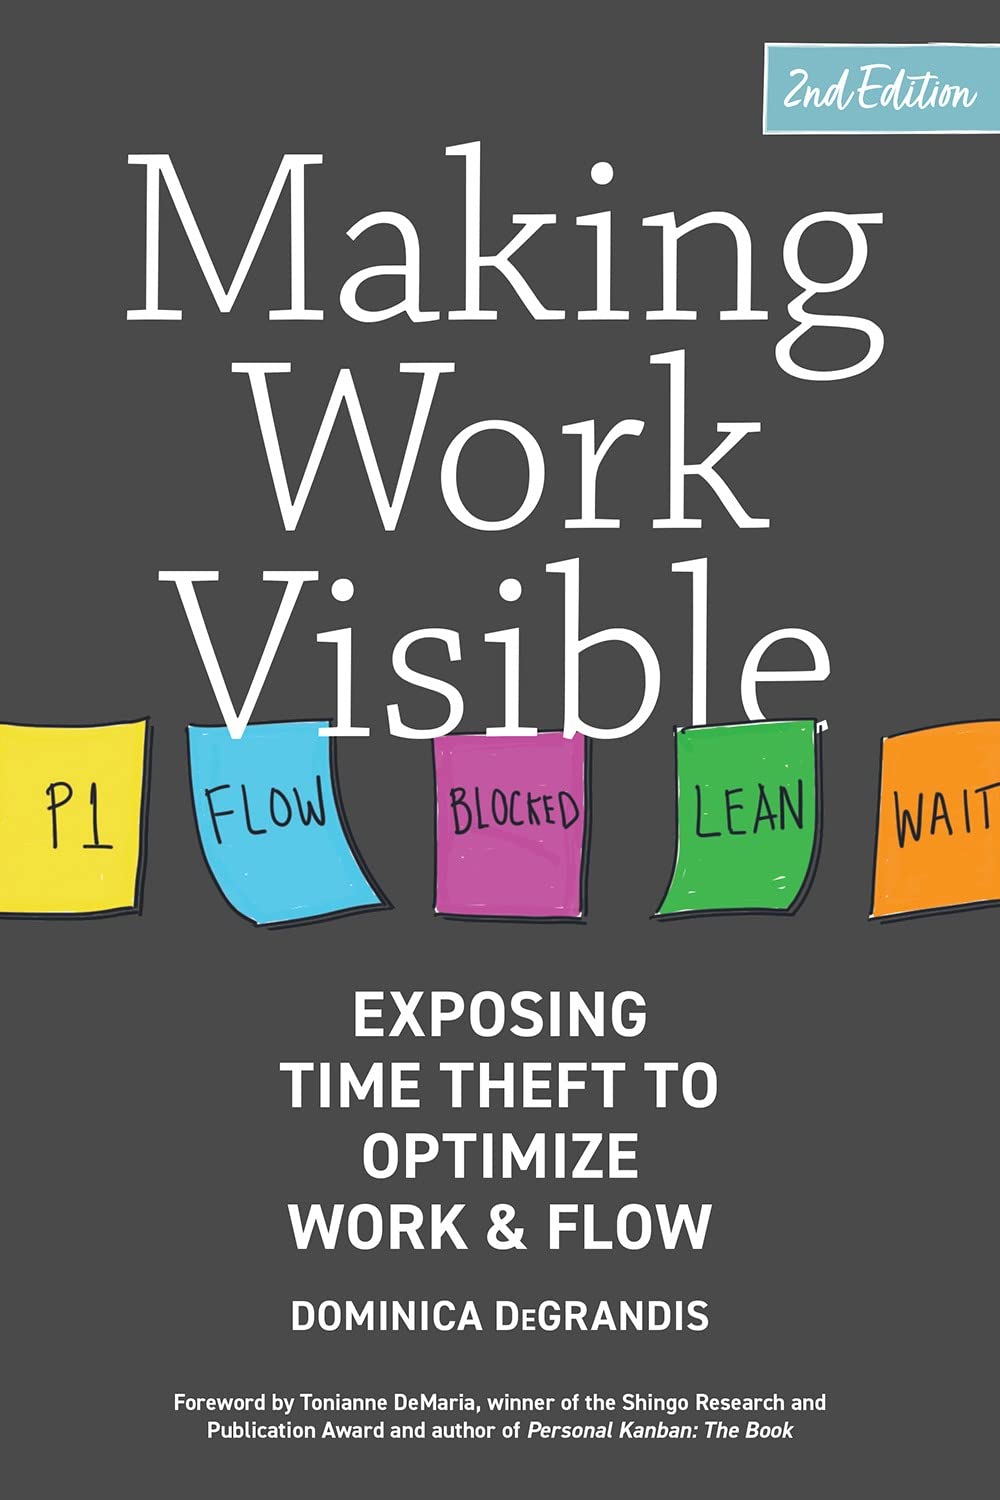 2nd Edition
Making
Work
Visible
P1
FLOW
BLOCKED
LEAN
WAIT
EXPOSING
TIME THEFT TO
OPTIMIZE
WORK & FLOW
DOMINICA DeGRANDIS
Foreword by Tonianne DeMaria, winner of the Shingo Research and
Publication Award and author of Personal Kanban: The Book